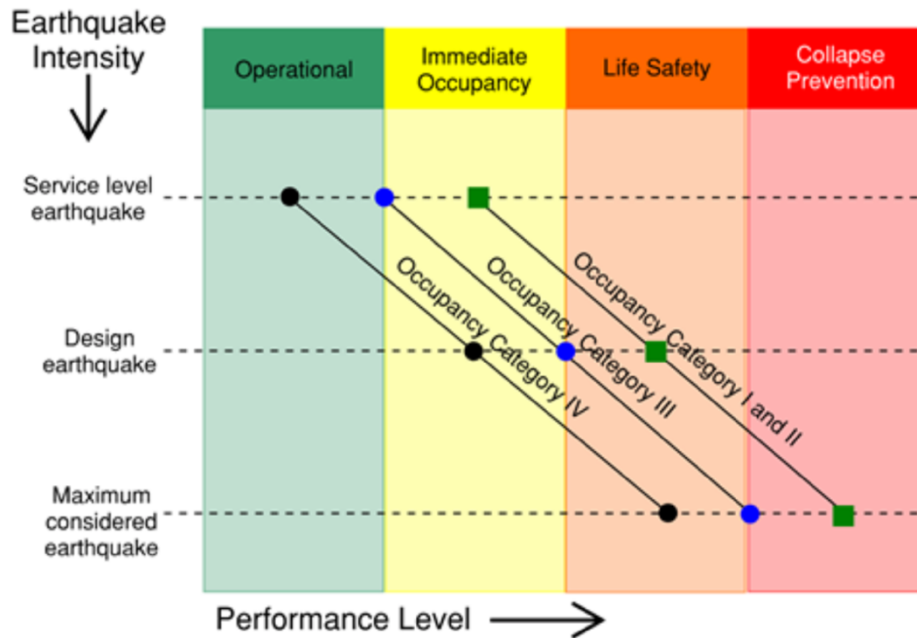 Earthquake
Intensity
Operational
Immediate
Occupancy
Life Safety
Collapse
Prevention
Service level
earthquake
Occupancy Category IV
Occupancy Category III
Occupancy Category I and II
Design
earthquake
Maximum
considered
earthquake
Performance Level